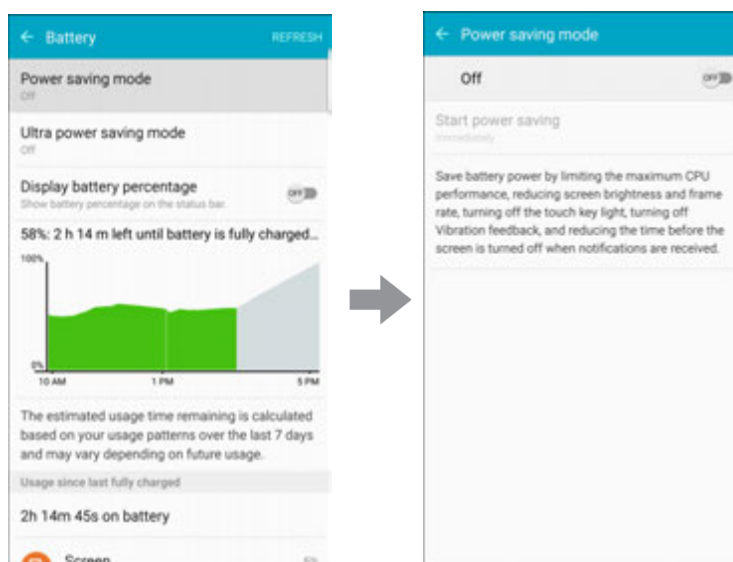 Battery
REFRESH
Power saving mode
Off
Ultra power saving mode
Off
Display battery percentage
OFF
Show battery percentage on the status bar.
58%: 2 h 14 m left until battery is fully charged...
100%
0%
10 AM
1 PM
5 PM
The estimated usage time remaining is calculated
based on your usage patterns over the last 7 days
and may vary depending on future usage.
Usage since last fully charged
2h 14m 45s on battery
Screen
6%
Power saving mode
Off
OFF
Start power saving
Immediately
Save battery power by limiting the maximum CPU
performance, reducing screen brightness and frame
rate, turning off the touch key light, turning off
Vibration feedback, and reducing the time before the
screen is turned off when notifications are received.